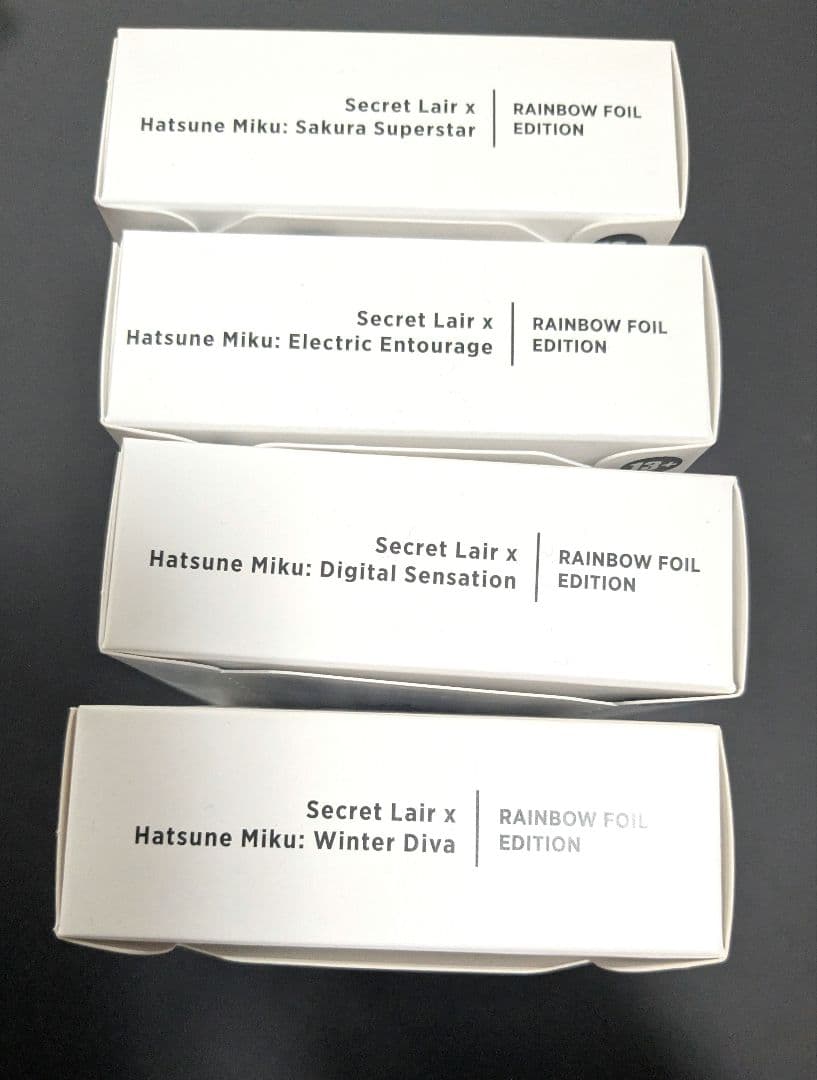 Secret Lair x
Hatsune Miku: Sakura Superstar
RAINBOW FOIL
EDITION
Secret Lair x
Hatsune Miku: Electric Entourage
RAINBOW FOIL
EDITION
13+
Secret Lair x
Hatsune Miku: Digital Sensation
RAINBOW FOIL
EDITION
Secret Lair x
Hatsune Miku: Winter Diva
RAINBOW FOIL
EDITION